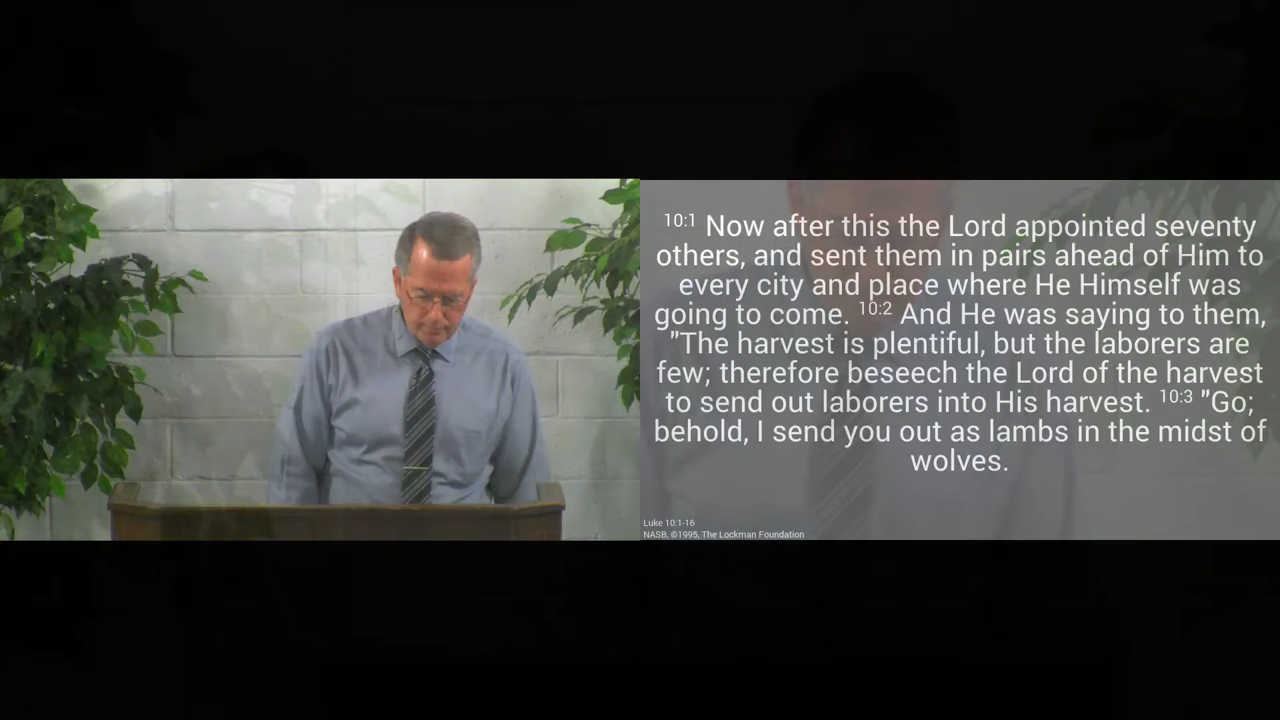 10:1 Now after this the Lord appointed seventy
others, and sent them in pairs ahead of Him to
every city and place where He Himself was
going to come. 10:2 And He was saying to them,
"The harvest is plentiful, but the laborers are
few; therefore beseech the Lord of the harvest
to send out laborers into His harvest. 10:3 "Go;
behold, I send you out as lambs in the midst of
wolves.
Luke 10:1-16
NASB, ©1995, The Lockman Foundation